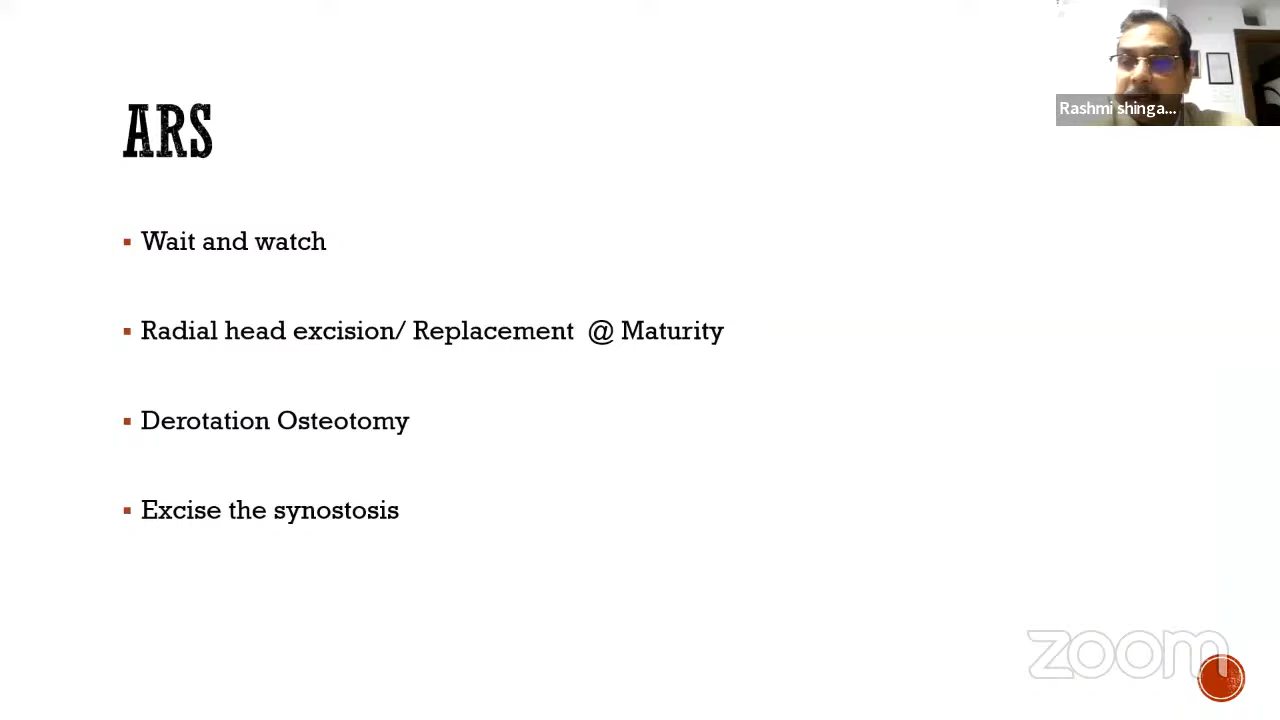 Rashmi shinga...
ARS
▪ Wait and watch
▪ Radial head excision/ Replacement @ Maturity
▪ Derotation Osteotomy
▪ Excise the synostosis
zoom